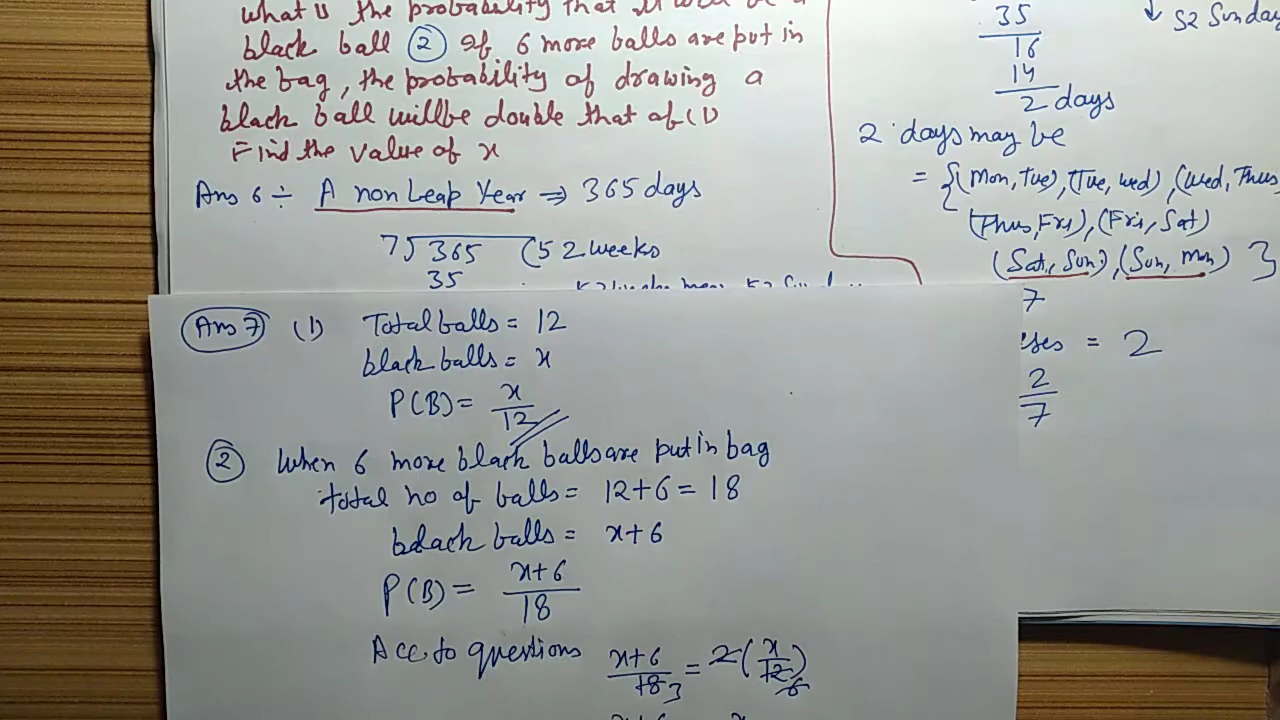 what is the probability that it will be a
black ball (2) If 6 more balls are put in
the bag, the probability of drawing a
black ball will be double that of (1)
Find the value of x
Ans 6 ÷ A non Leap Year ⇒ 365 days
7) 365 (52 weeks
35
35
16
14
2 days
↓ 52 Sunday
2 days may be
= {(Mon, Tue), (Tue, wed), (Wed, Thus
(Thus, Fri), (Fri, Sat)
(Sat, Sun), (Sun, Mon) }
7
= 2
2
7
Ans 7 (1) Total balls = 12
black balls = x
P(B) = x/12
(2) When 6 more black balls are put in bag
total no of balls = 12+6 = 18
black balls = x+6
P(B) = x+6/18
Acc to questions x+6/18 3 = 2(x/12) 6